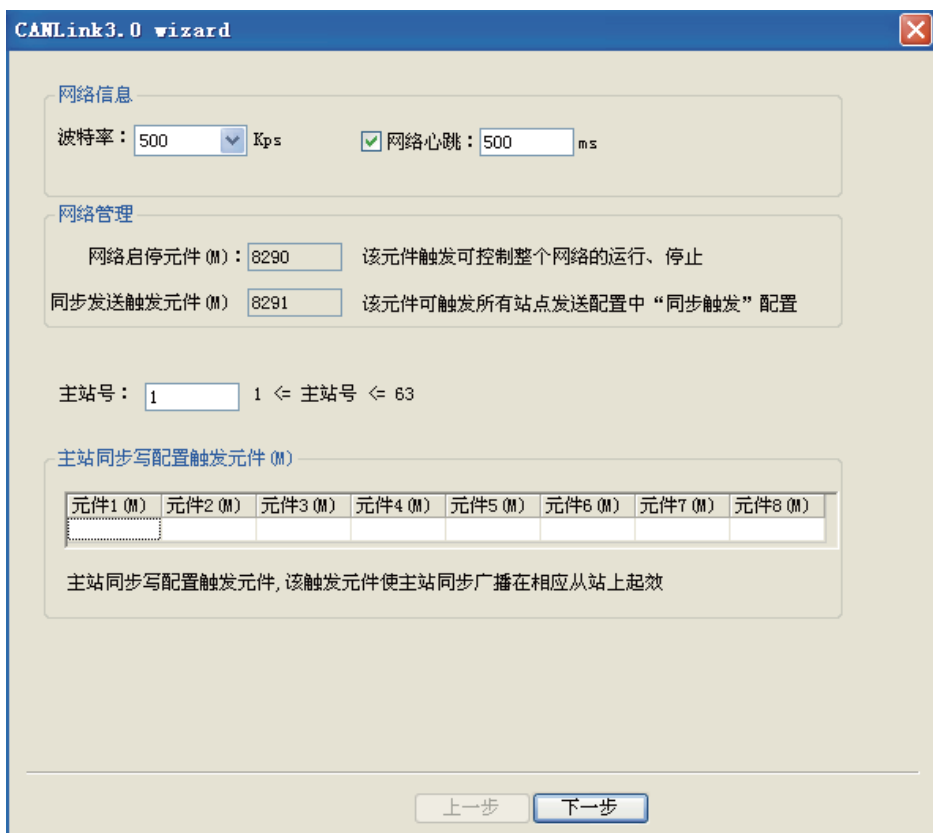 CANLink3.0 wizard
网络信息
波特率： 500 Kps 网络心跳： 500 ms
网络管理
网络启停元件(M)： 8290 该元件触发可控制整个网络的运行、停止
同步发送触发元件(M) 8291 该元件可触发所有站点发送配置中“同步触发”配置
主站号： 1 1 <= 主站号 <= 63
主站同步写配置触发元件(M)
元件1(M) 元件2(M) 元件3(M) 元件4(M) 元件5(M) 元件6(M) 元件7(M) 元件8(M)
主站同步写配置触发元件,该触发元件使主站同步广播在相应从站上起效
上一步 下一步